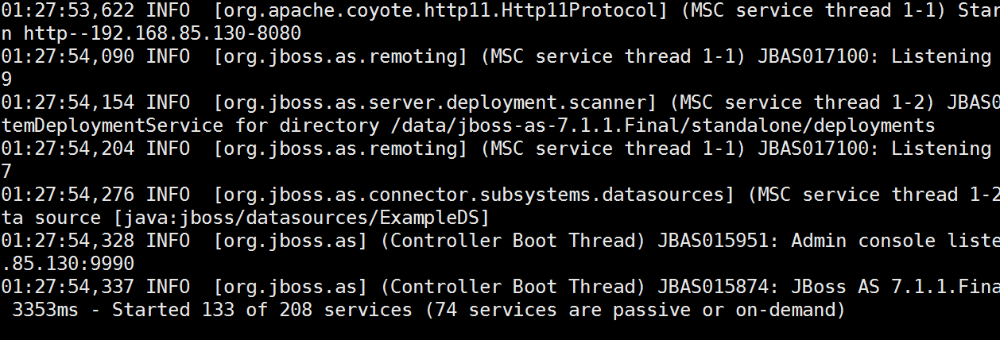 01:27:53,622 INFO  [org.apache.coyote.http11.Http11Protocol] (MSC service thread 1-1) Star
n http--192.168.85.130-8080
01:27:54,090 INFO  [org.jboss.as.remoting] (MSC service thread 1-1) JBAS017100: Listening
9
01:27:54,154 INFO  [org.jboss.as.server.deployment.scanner] (MSC service thread 1-2) JBAS0
temDeploymentService for directory /data/jboss-as-7.1.1.Final/standalone/deployments
01:27:54,204 INFO  [org.jboss.as.remoting] (MSC service thread 1-1) JBAS017100: Listening
7
01:27:54,276 INFO  [org.jboss.as.connector.subsystems.datasources] (MSC service thread 1-2
ta source [java:jboss/datasources/ExampleDS]
01:27:54,328 INFO  [org.jboss.as] (Controller Boot Thread) JBAS015951: Admin console liste
.85.130:9990
01:27:54,337 INFO  [org.jboss.as] (Controller Boot Thread) JBAS015874: JBoss AS 7.1.1.Fina
 3353ms - Started 133 of 208 services (74 services are passive or on-demand)